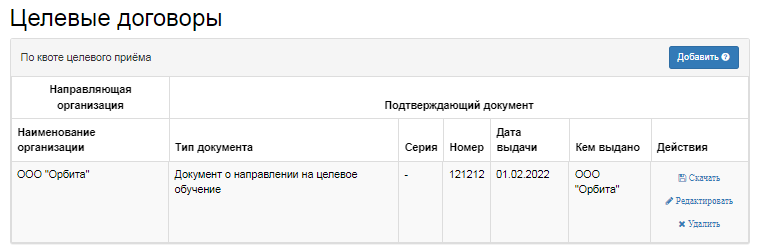 Целевые договоры
По квоте целевого приёма
Добавить
Направляющая
организация
Подтверждающий документ
Наименование
организации
Тип документа
Серия
Номер
Дата
выдачи
Кем выдано
Действия
ООО "Орбита"
Документ о направлении на целевое
обучение
-
121212
01.02.2022
ООО
"Орбита"
Скачать
Редактировать
Удалить